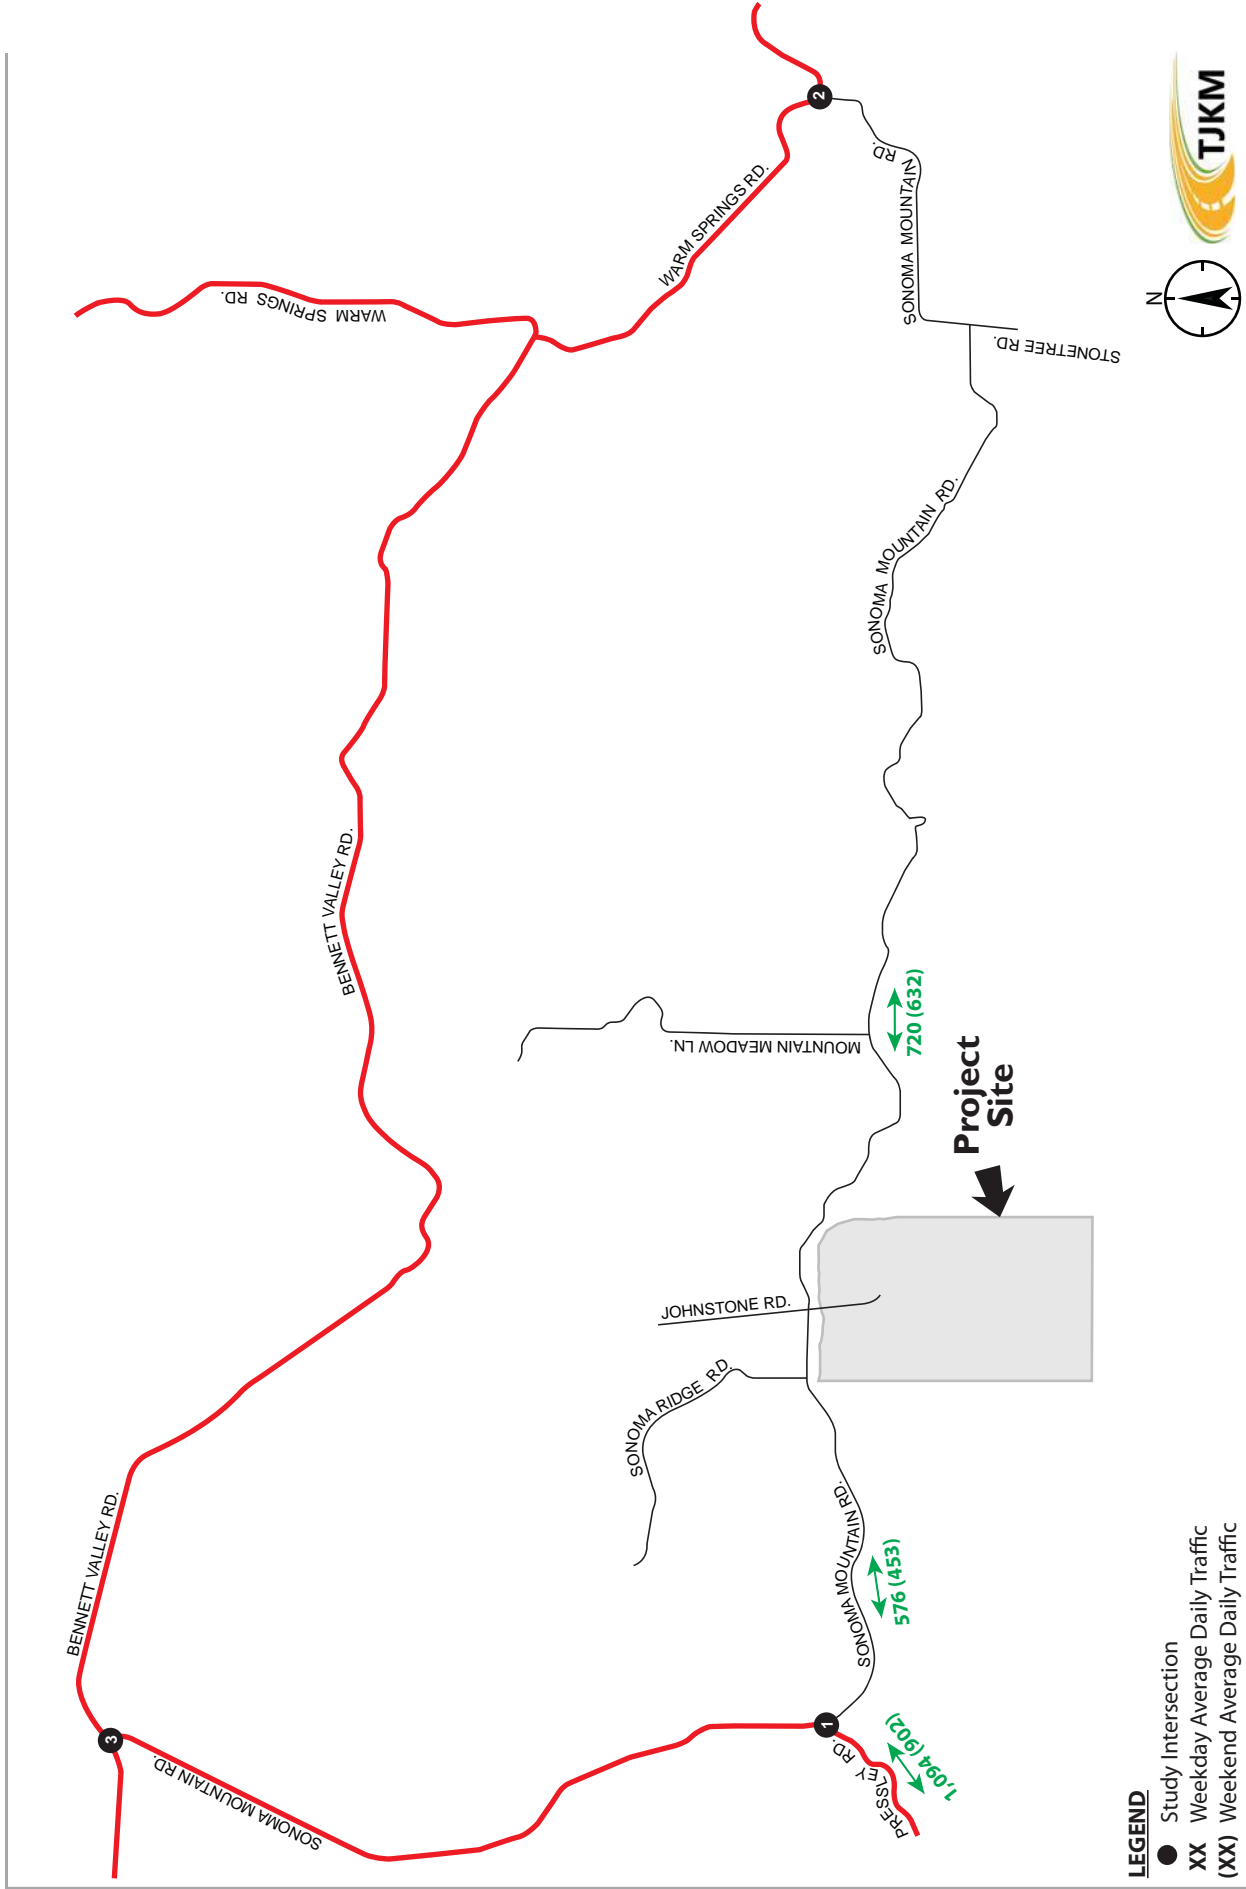 BENNETT VALLEY RD.
3
SONOMA MOUNTAIN RD.
BENNETT VALLEY RD.
WARM SPRINGS RD.
WARM SPRINGS RD.
2
SONOMA MOUNTAIN RD.
STONETREE RD.
SONOMA MOUNTAIN RD.
MOUNTAIN MEADOW LN.
720 (632)
Project
Site
JOHNSTONE RD.
SONOMA RIDGE RD.
SONOMA MOUNTAIN RD.
576 (453)
1
PRESSLEY RD.
1,094 (902)
LEGEND
Study Intersection
XX Weekday Average Daily Traffic
(XX) Weekend Average Daily Traffic
N
TJKM